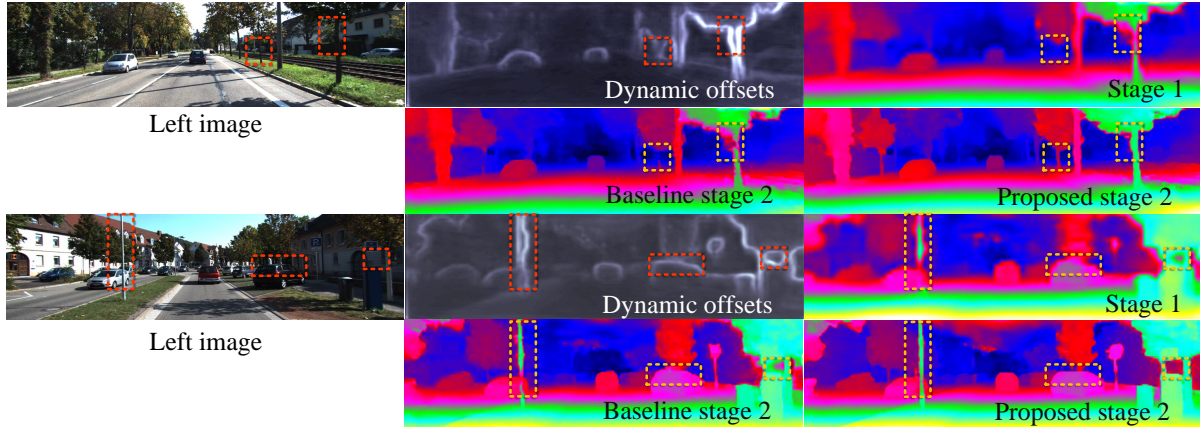 Dynamic offsets
Stage 1
Left image
Baseline stage 2
Proposed stage 2
Dynamic offsets
Stage 1
Left image
Baseline stage 2
Proposed stage 2